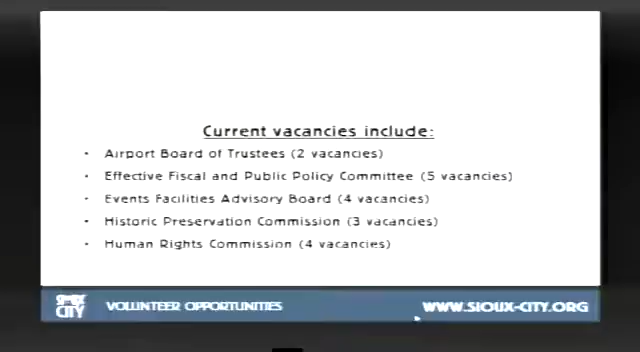 Current vacancies include:
• Airport Board of Trustees (2 vacancies)
• Effective Fiscal and Public Policy Committee (5 vacancies)
• Events Facilities Advisory Board (4 vacancies)
• Historic Preservation Commission (3 vacancies)
• Human Rights Commission (4 vacancies)
SIOUX
CITY
VOLUNTEER OPPORTUNITIES
WWW.SIOUX-CITY.ORG